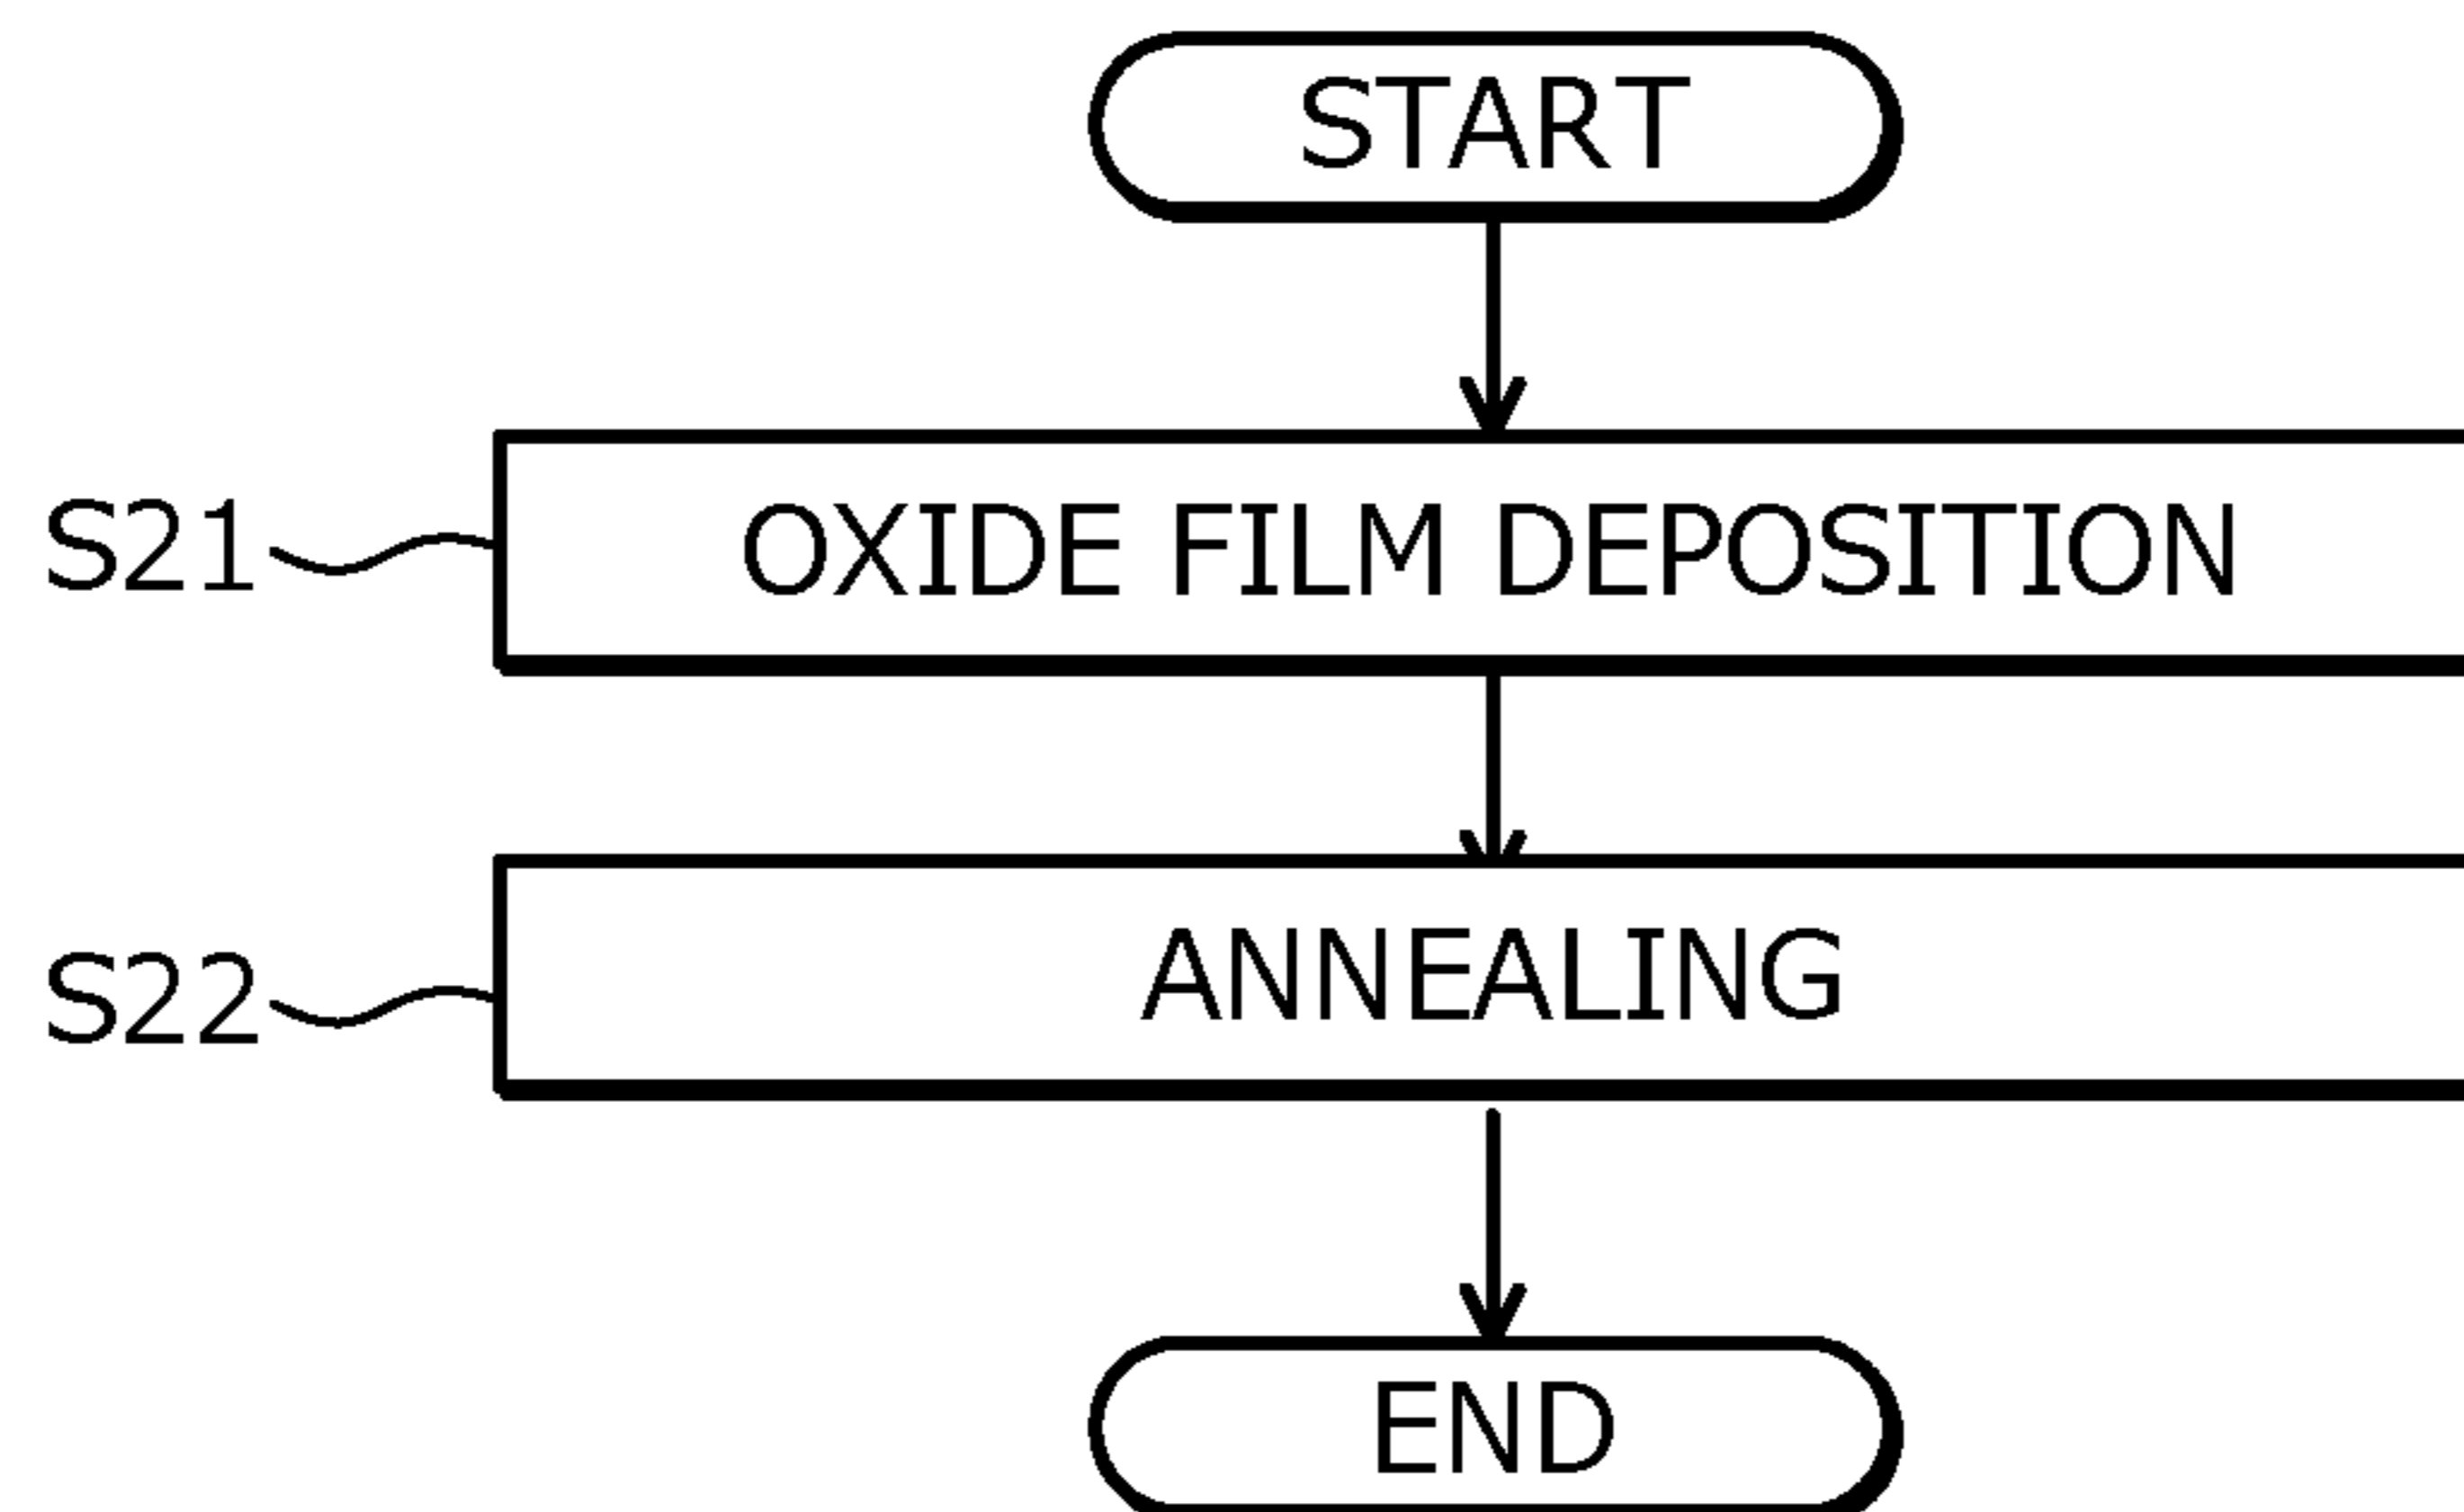 START
S21 OXIDE FILM DEPOSITION
S22 ANNEALING
END